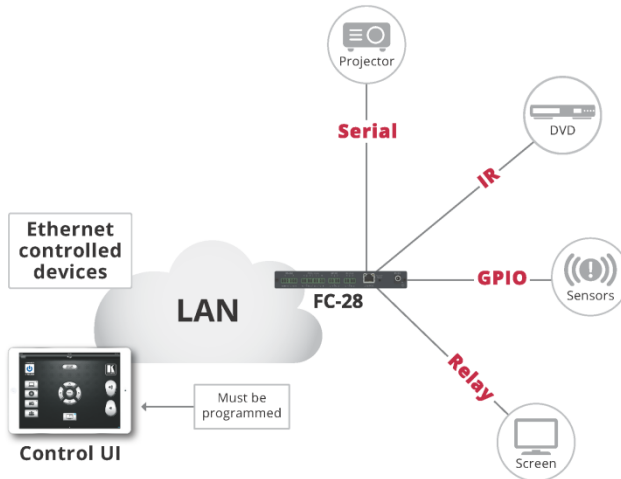 Projector
Serial
DVD
IR
Ethernet
controlled
devices
GPIO
Sensors
FC-28
LAN
Relay
Must be
programmed
Control UI
Screen